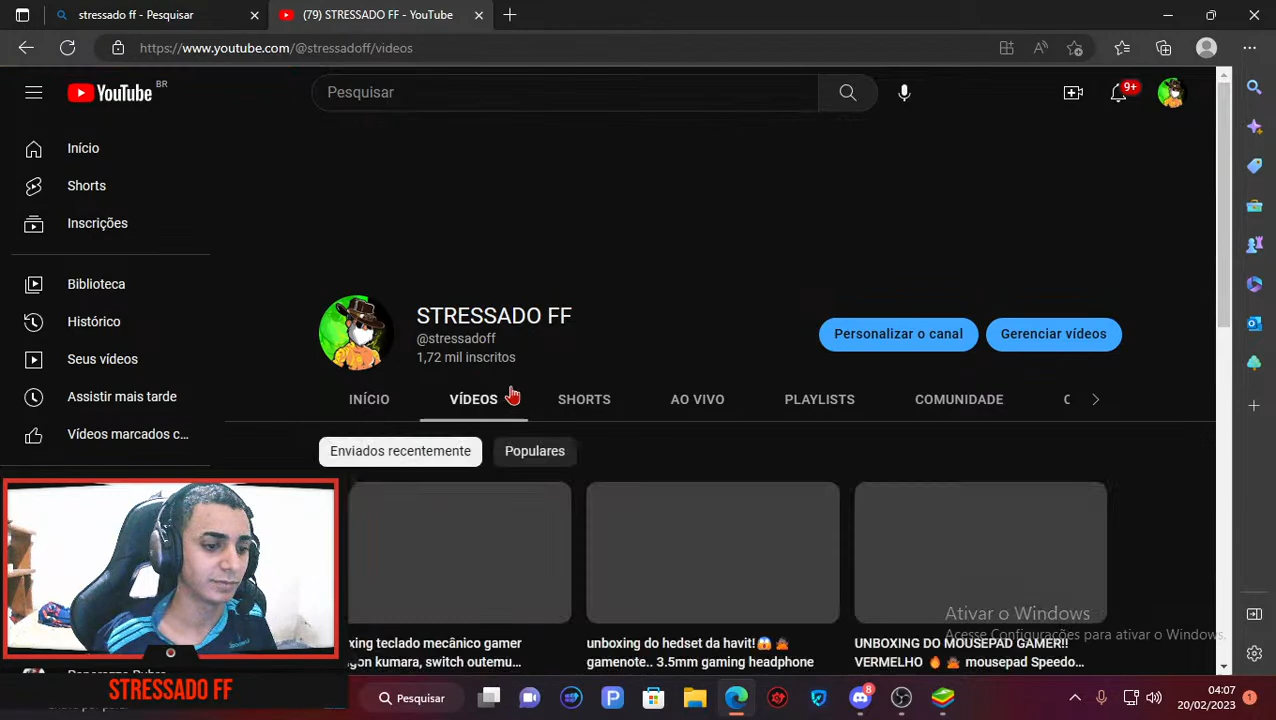 stressado ff - Pesquisar
(79) STRESSADO FF - YouTube
https://www.youtube.com/@stressadoff/videos
YouTube BR
Pesquisar
9+
Início
Shorts
Inscrições
Biblioteca
Histórico
Seus vídeos
Assistir mais tarde
Vídeos marcados c...
STRESSADO FF
@stressadoff
1,72 mil inscritos
Personalizar o canal
Gerenciar vídeos
INÍCIO
VÍDEOS
SHORTS
AO VIVO
PLAYLISTS
COMUNIDADE
Enviados recentemente
Populares
xing teclado mecânico gamer
gon kumara, switch outemu...
unboxing do hedset da havit!😱🙈
gamenote.. 3.5mm gaming headphone
UNBOXING DO MOUSEPAD GAMER!!
VERMELHO 🔥🙈 mousepad Speedo...
Ativar o Windows
Acesse Configurações para ativar o Windows.
STRESSADO FF
Pesquisar
8
04:07
20/02/2023
1